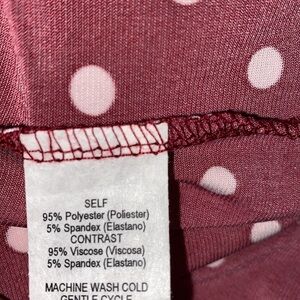 SELF
95% Polyester (Poliester)
5% Spandex (Elastano)
CONTRAST
95% Viscose (Viscosa)
5% Spandex (Elastano)
MACHINE WASH COLD
GENTLE CYCLE